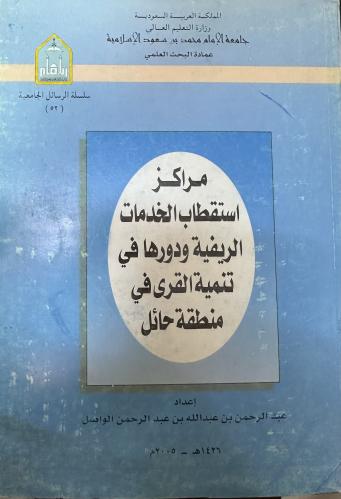 المملكة العربية السعودية
وزارة التعليم العالي
جامعة الإمام محمد بن سعود الإسلامية
عمادة البحث العلمي
سلسلة الرسائل الجامعية
(٥٢)
مراكز
استقطاب الخدمات
الريفية ودورها في
تنمية القرى في
منطقة حائل
إعداد
عبد الرحمن بن عبدالله بن عبد الرحمن الواصل
١٤٢٦هـ - ٢٠٠٥م